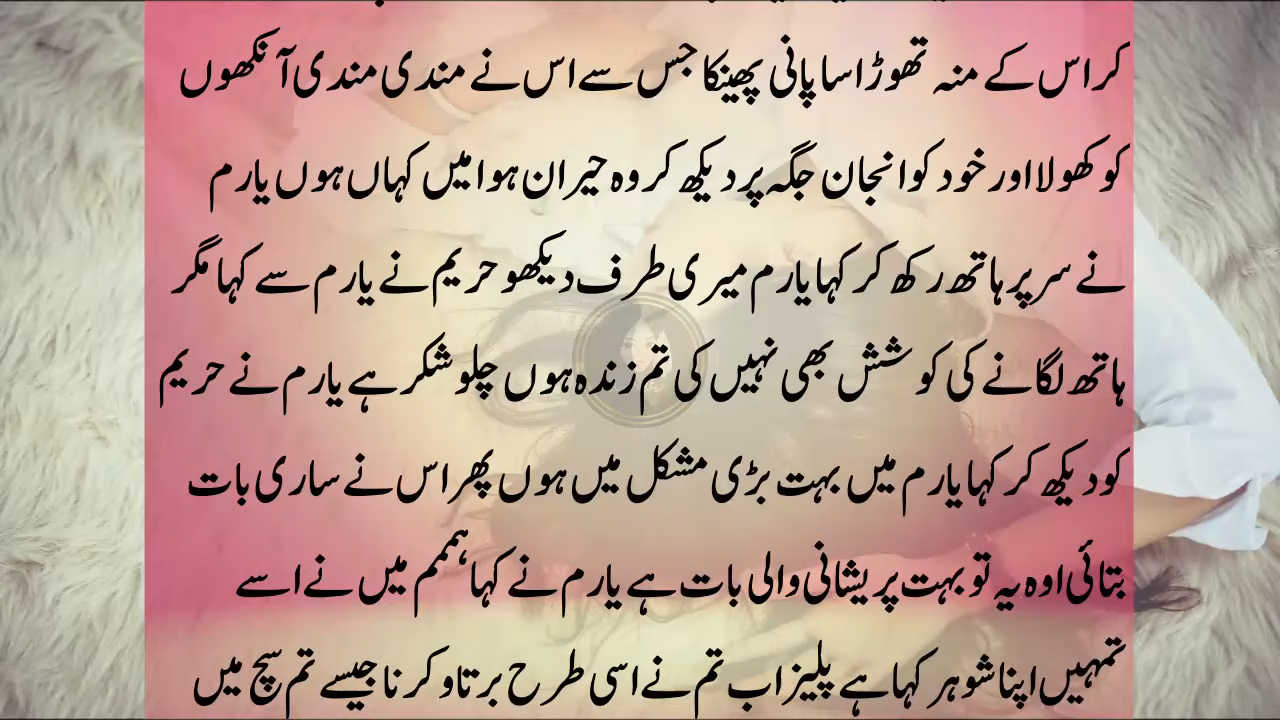 کر اس کے منہ تھوڑا سا پانی پھینکا جس سے اس نے مندی مندی آنکھوں
کو کھولا اور خود کو انجان جگہ پر دیکھ کر وہ حیران ہوا میں کہاں ہوں یارم
نے سر پر ہاتھ رکھ کر کہا یارم میری طرف دیکھو حریم نے یارم سے کہا مگر
ہاتھ لگانے کی کوشش بھی نہیں کی تم زندہ ہوں چلو شکر ہے یارم نے حریم
کو دیکھ کر کہا یارم میں بہت بڑی مشکل میں ہوں پھر اس نے ساری بات
بتائی اوہ یہ تو بہت پریشانی والی بات ہے یارم نے کہا ہممم میں نے اسے
تمہیں اپنا شوہر کہا ہے پلیز اب تم نے اسی طرح برتاو کرنا جیسے تم سچ میں